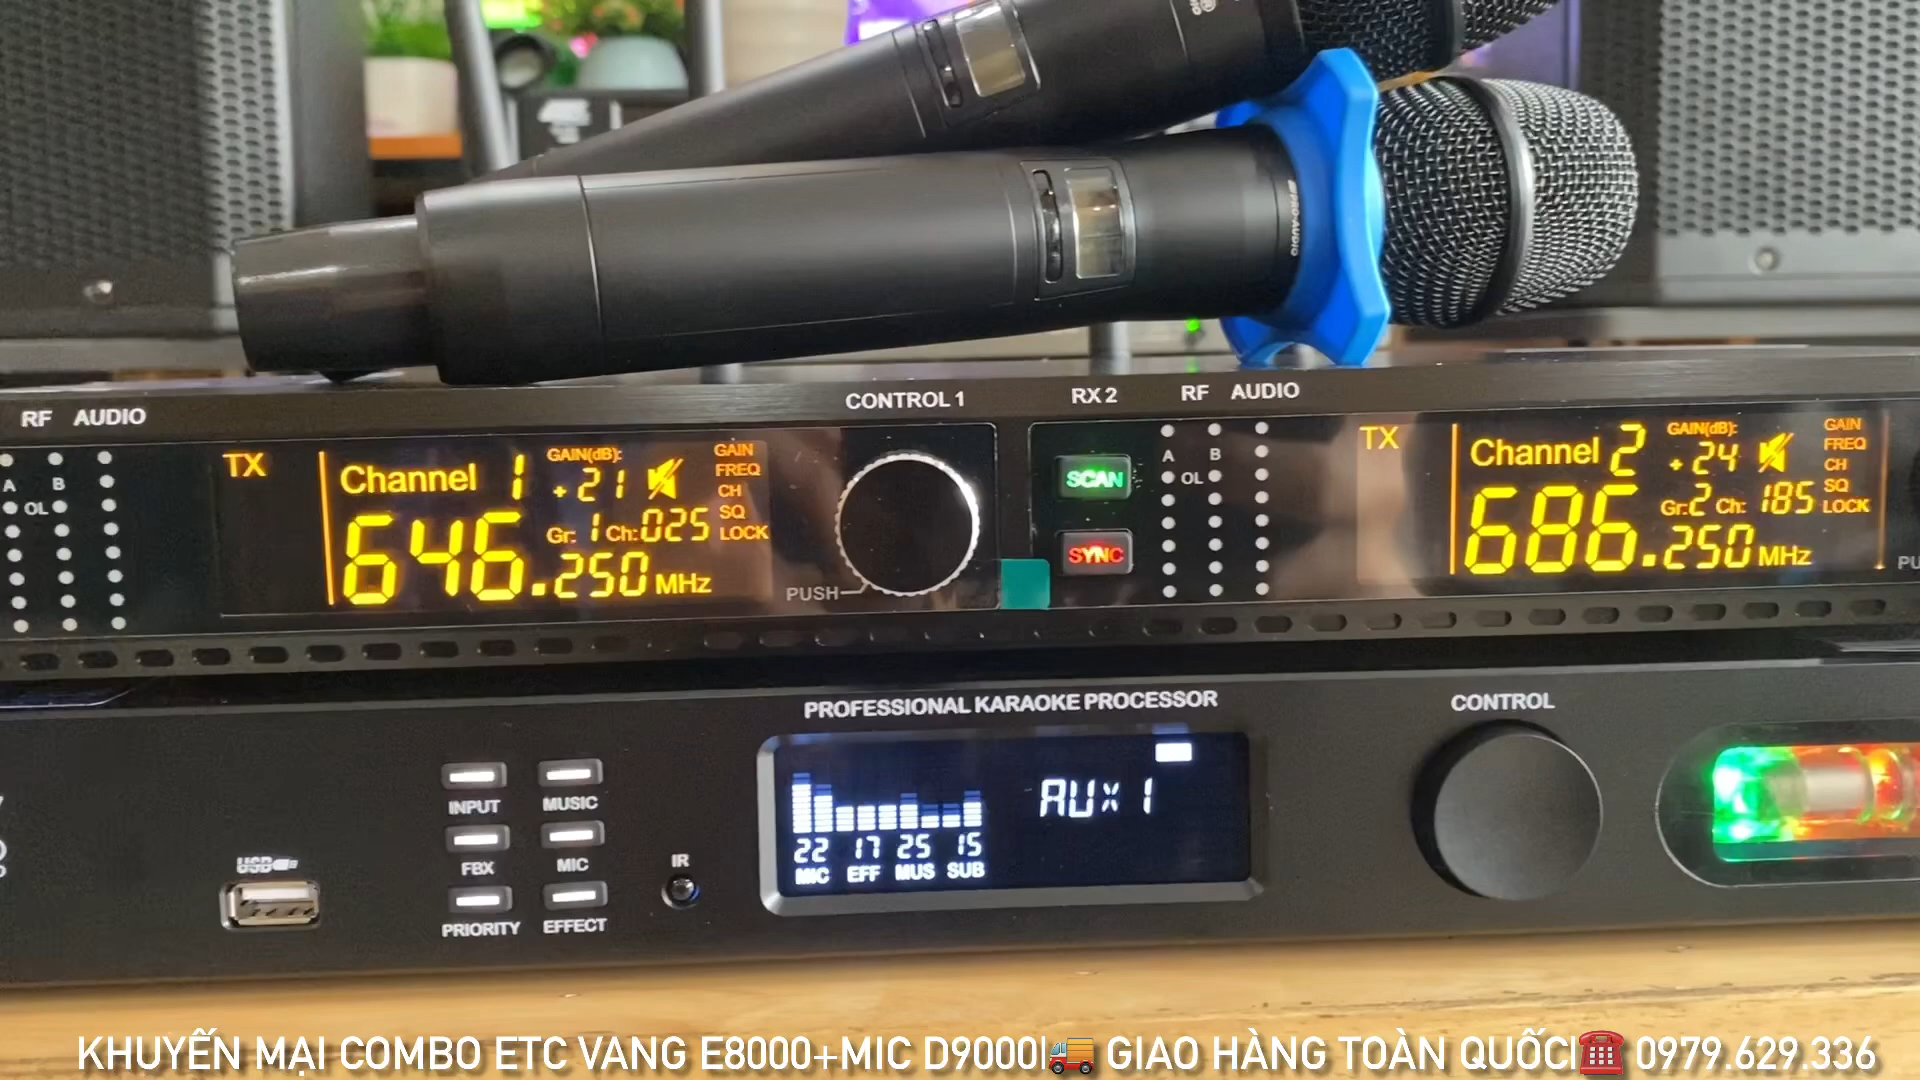 PRO-AUDIO
RF AUDIO
CONTROL 1
RX 2
RF AUDIO
A B
OL
TX
Channel 1
GAIN(dB):
+21
GAIN
FREQ
CH
SQ
LOCK
Gr: 1 Ch:025
646.250 MHz
PUSH
SCAN
SYNC
A B
OL
TX
Channel 2
GAIN(dB):
+24
GAIN
FREQ
CH
SQ
LOCK
Gr:2 Ch: 185
686.250 MHz
PU
PROFESSIONAL KARAOKE PROCESSOR
CONTROL
USB
INPUT MUSIC
FBX MIC
PRIORITY EFFECT
IR
AUX 1
22 17 25 15
MIC EFF MUS SUB
KHUYẾN MẠI COMBO ETC VANG E8000+MIC D9000|🚚 GIAO HÀNG TOÀN QUỐC|☎️ 0979.629.336